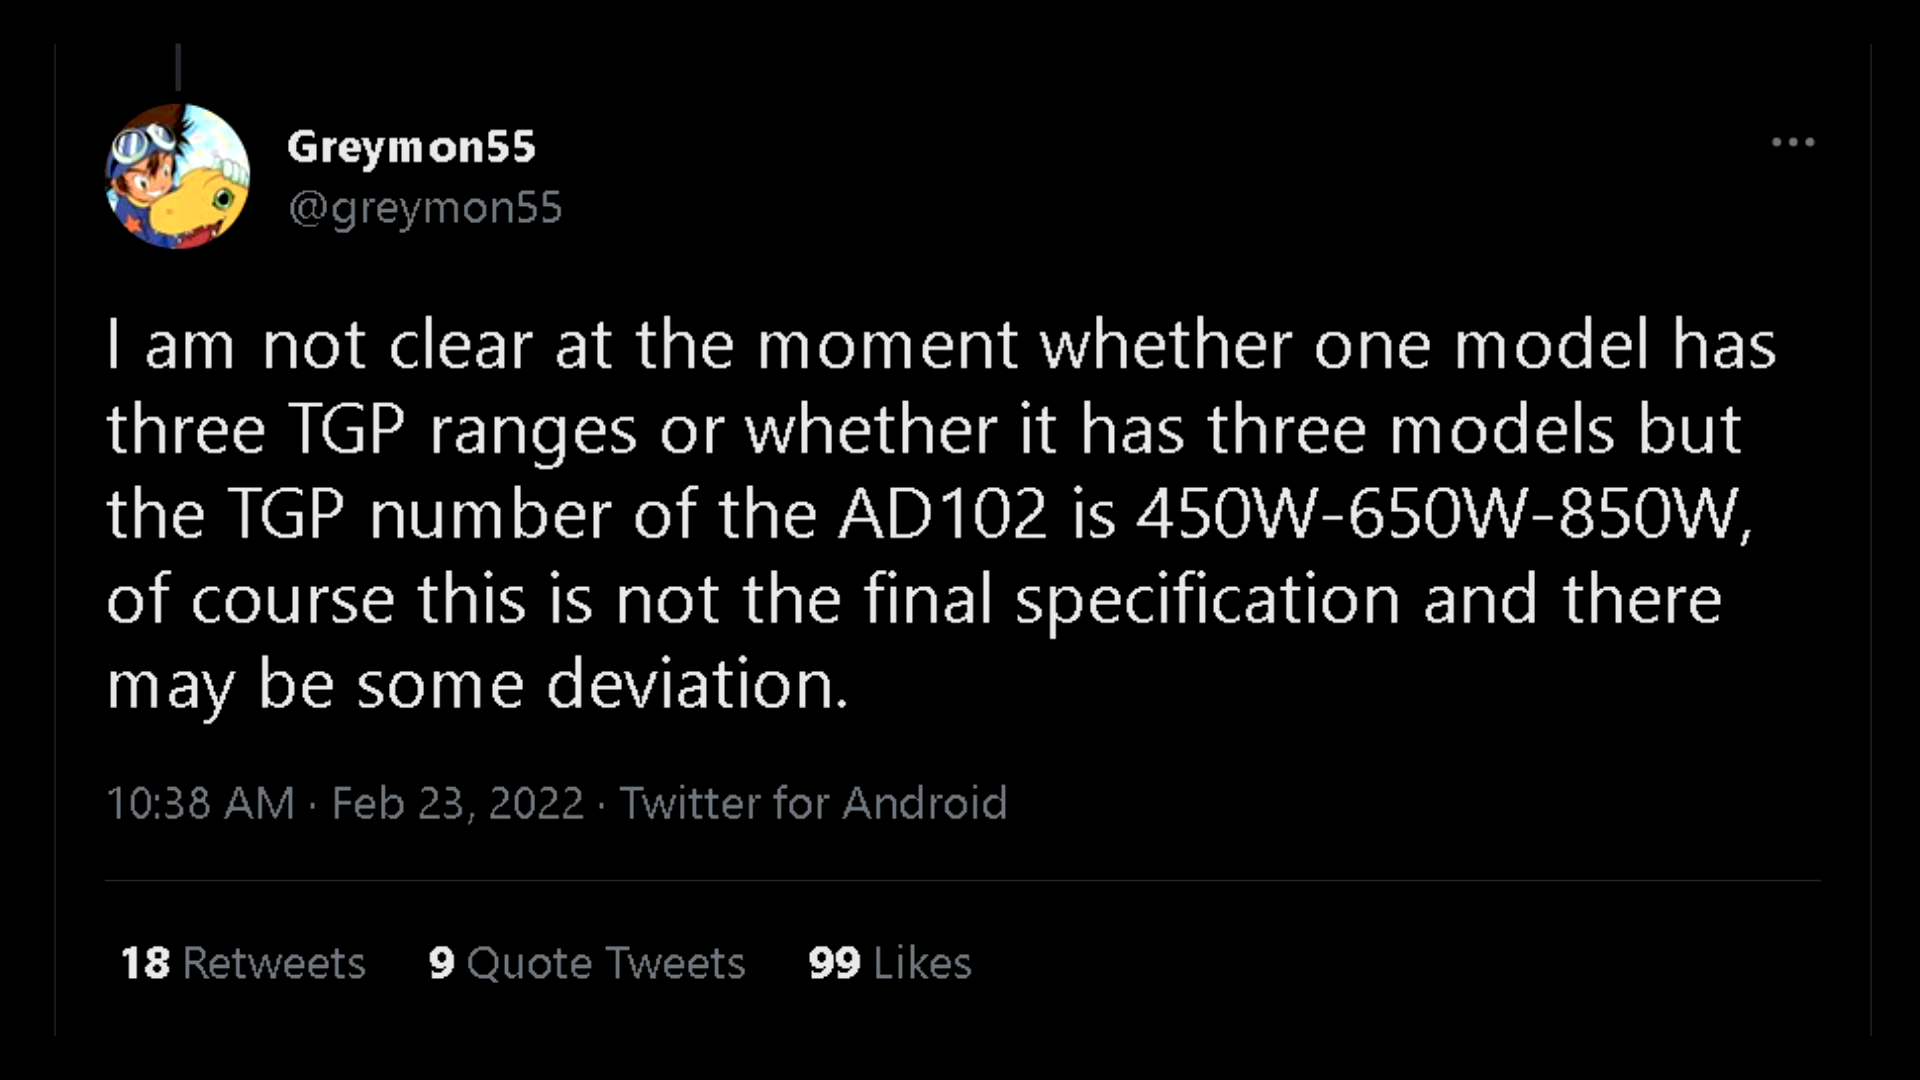 Greymon55
@greymon55
I am not clear at the moment whether one model has
three TGP ranges or whether it has three models but
the TGP number of the AD102 is 450W-650W-850W,
of course this is not the final specification and there
may be some deviation.
10:38 AM · Feb 23, 2022 · Twitter for Android
18 Retweets 9 Quote Tweets 99 Likes